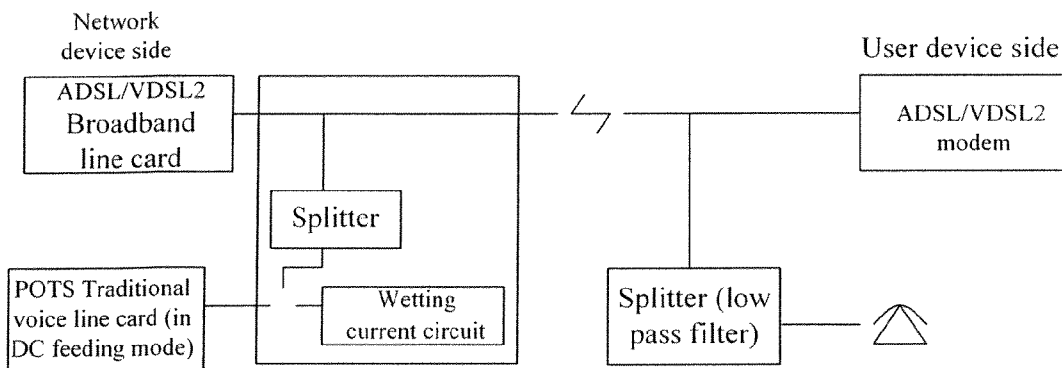 Network
device side
ADSL/VDSL2
Broadband
line card
User device side
ADSL/VDSL2
modem
Splitter
POTS Traditional
voice line card (in
DC feeding mode)
Wetting
current circuit
Splitter (low
pass filter)